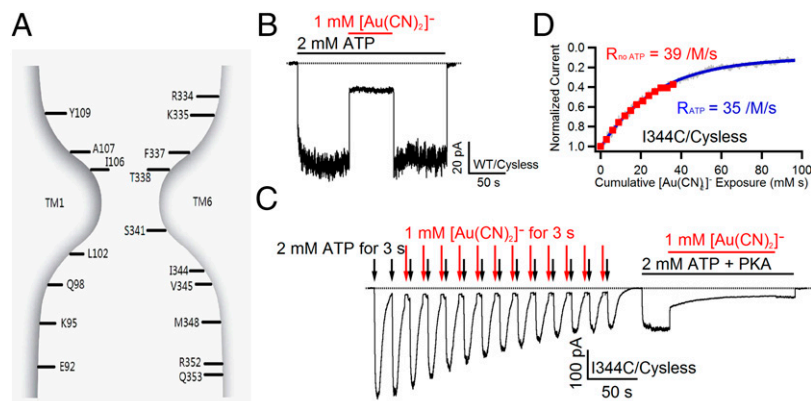 A
R334
K335
Y109
A107
I106
F337
T338
TM1
TM6
S341
L102
I344
V345
Q98
K95
M348
E92
R352
Q353
B
1 mM [Au(CN)₂]⁻
2 mM ATP
20 pA
WT/Cysless
50 s
C
2 mM ATP for 3 s
1 mM [Au(CN)₂]⁻ for 3 s
1 mM [Au(CN)₂]⁻
2 mM ATP + PKA
100 pA
I344C/Cysless
50 s
D
Normalized Current
0.0
0.2
0.4
0.6
0.8
1.0
R no ATP = 39 /M/s
R ATP = 35 /M/s
I344C/Cysless
0 20 40 60 80 100
Cumulative [Au(CN)₂]⁻ Exposure (mM s)